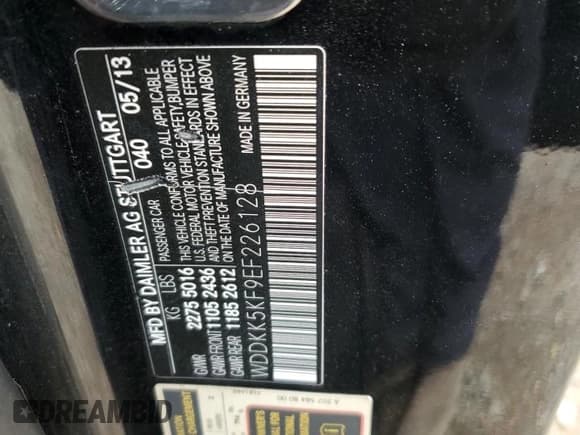 MFD BY DAIMLER AG STUTTGART
040 05/13
KG LBS PASSENGER CAR
GVWR 2275 5016
GAWR FRONT 1105 2436
GAWR REAR 1185 2612
THIS VEHICLE CONFORMS TO ALL APPLICABLE
U.S. FEDERAL MOTOR VEHICLE SAFETY, BUMPER
AND THEFT PREVENTION STANDARDS IN EFFECT
ON THE DATE OF MANUFACTURE SHOWN ABOVE
WDDKK5KF9EF226128
MADE IN GERMANY
DREAMBID